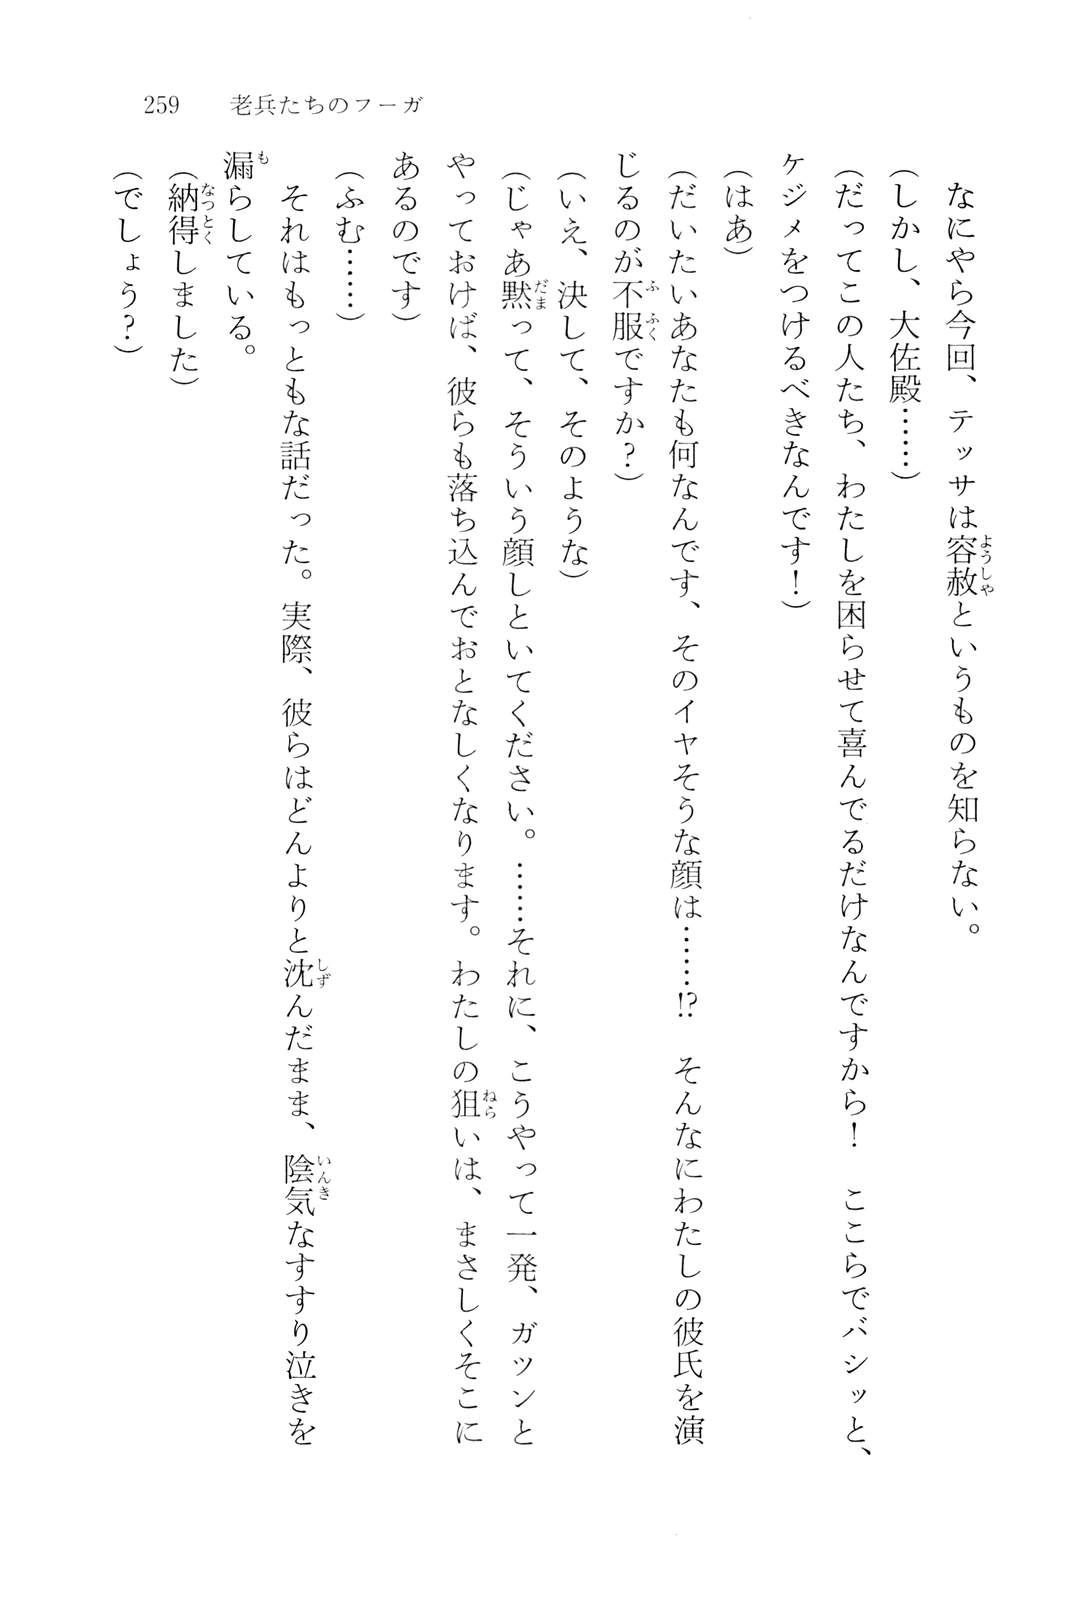 259　老兵たちのフーガ
　なにやら今回、テッサは容赦というものを知らない。
（しかし、大佐殿……）
（だってこの人たち、わたしを困らせて喜んでるだけなんですから！　ここらでバシッと、
ケジメをつけるべきなんです！）
（はあ）
（だいたいあなたも何なんです、そのイヤそうな顔は……!?　そんなにわたしの彼氏を演
じるのが不服ですか？）
（いえ、決して、そのような）
（じゃあ黙って、そういう顔しといてください。……それに、こうやって一発、ガツンと
やっておけば、彼らも落ち込んでおとなしくなります。わたしの狙いは、まさしくそこに
あるのです）
（ふむ……）
　それはもっともな話だった。実際、彼らはどんよりと沈んだまま、陰気なすすり泣きを
漏らしている。
（納得しました）
（でしょう？）